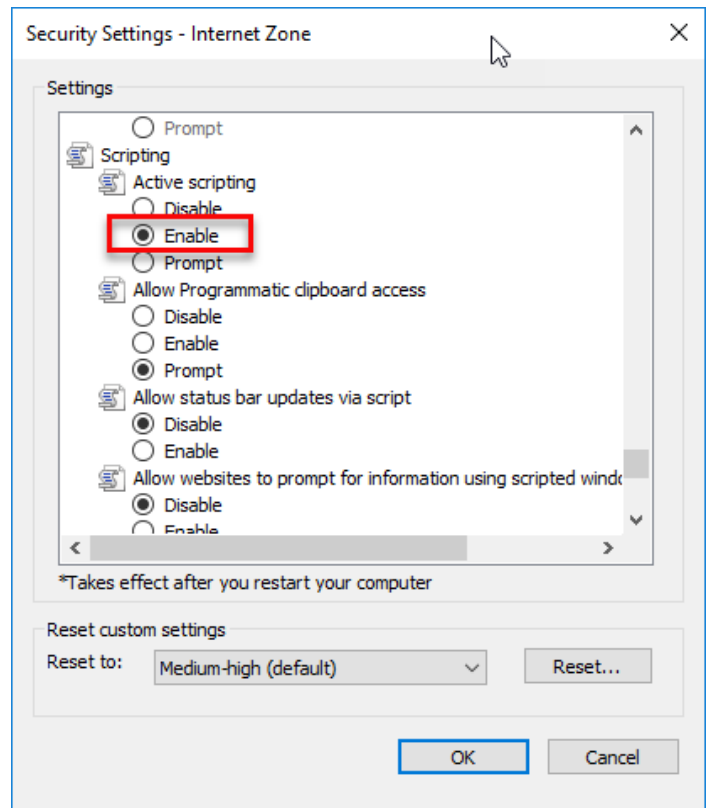 Security Settings - Internet Zone
Settings
Prompt
Scripting
Active scripting
Disable
Enable
Prompt
Allow Programmatic clipboard access
Disable
Enable
Prompt
Allow status bar updates via script
Disable
Enable
Allow websites to prompt for information using scripted windo
Disable
Enable
*Takes effect after you restart your computer
Reset custom settings
Reset to: Medium-high (default) Reset...
OK Cancel